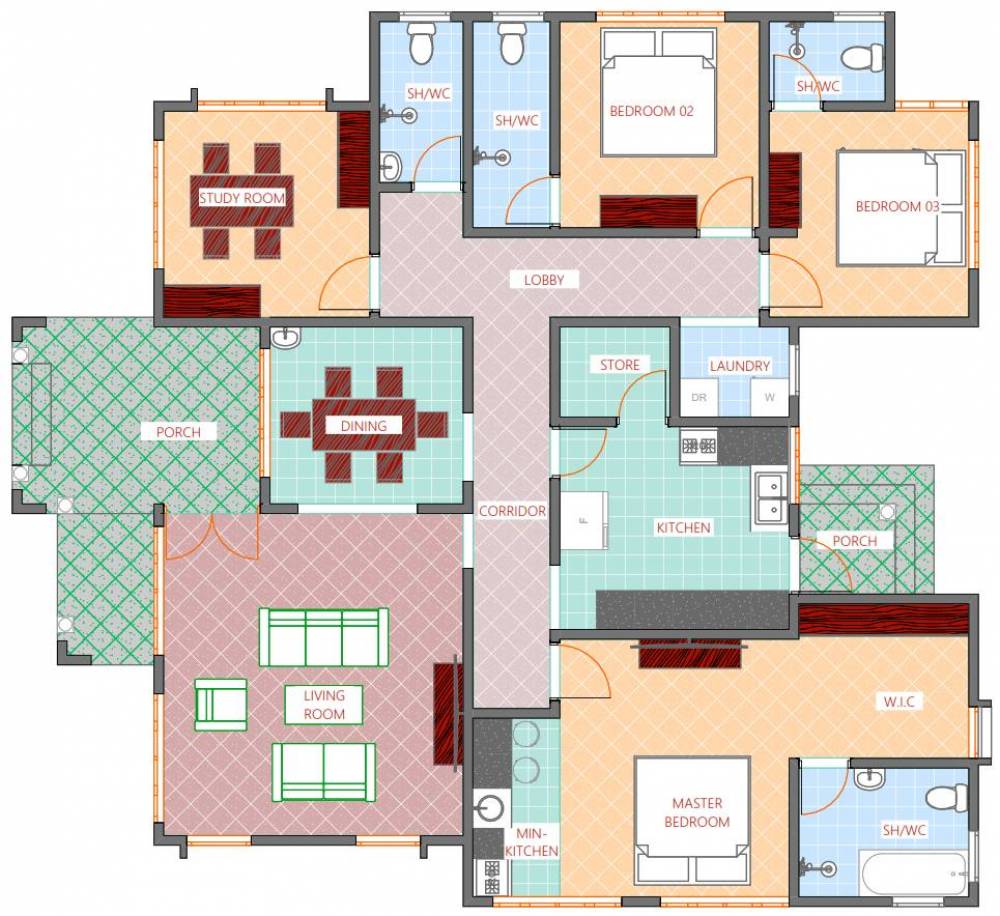 SH/WC
SH/WC
BEDROOM 02
SH/WC
STUDY ROOM
BEDROOM 03
LOBBY
STORE
LAUNDRY
DR
W
PORCH
DINING
CORRIDOR
F
KITCHEN
PORCH
LIVING
ROOM
W.I.C
MASTER
BEDROOM
MIN-
KITCHEN
SH/WC